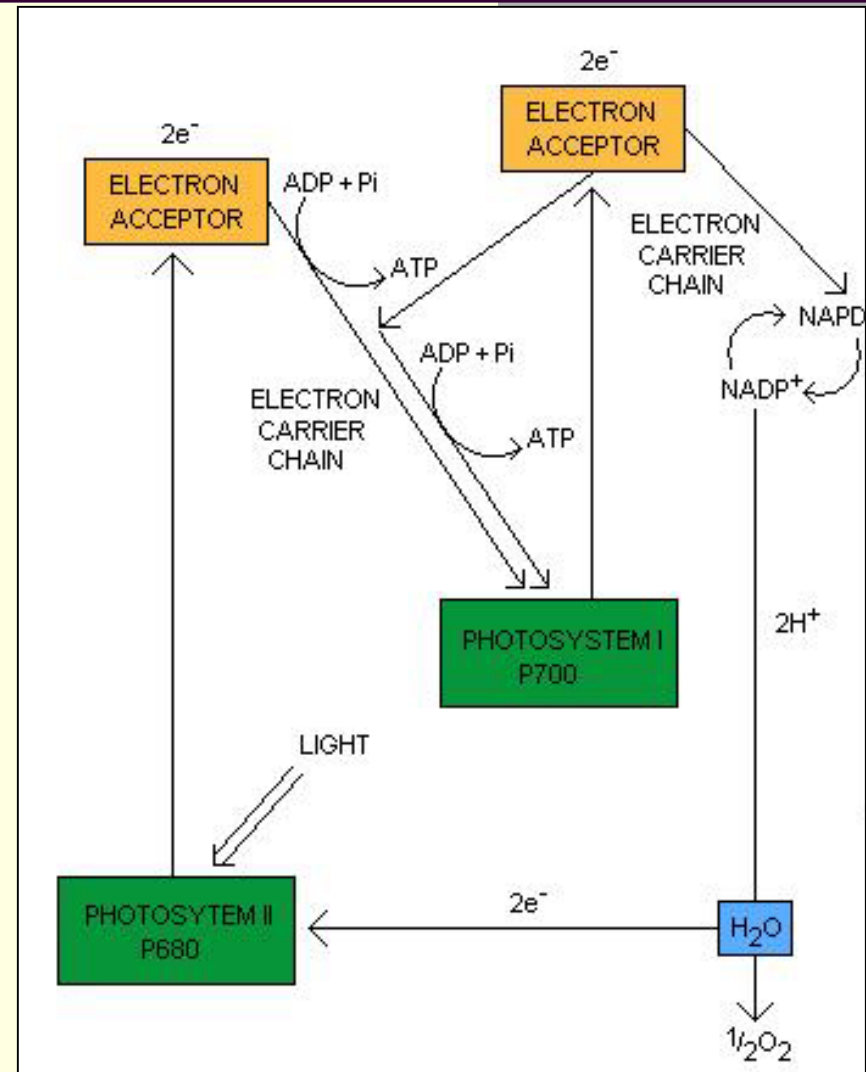 2e⁻
ELECTRON
ACCEPTOR
2e⁻
ELECTRON
ACCEPTOR
ADP + Pi
ATP
ELECTRON
CARRIER
CHAIN
NAPD
NADP⁺
ADP + Pi
ATP
ELECTRON
CARRIER
CHAIN
PHOTOSYSTEM I
P700
2H⁺
LIGHT
PHOTOSYTEM II
P680
2e⁻
H₂O
1/2O₂